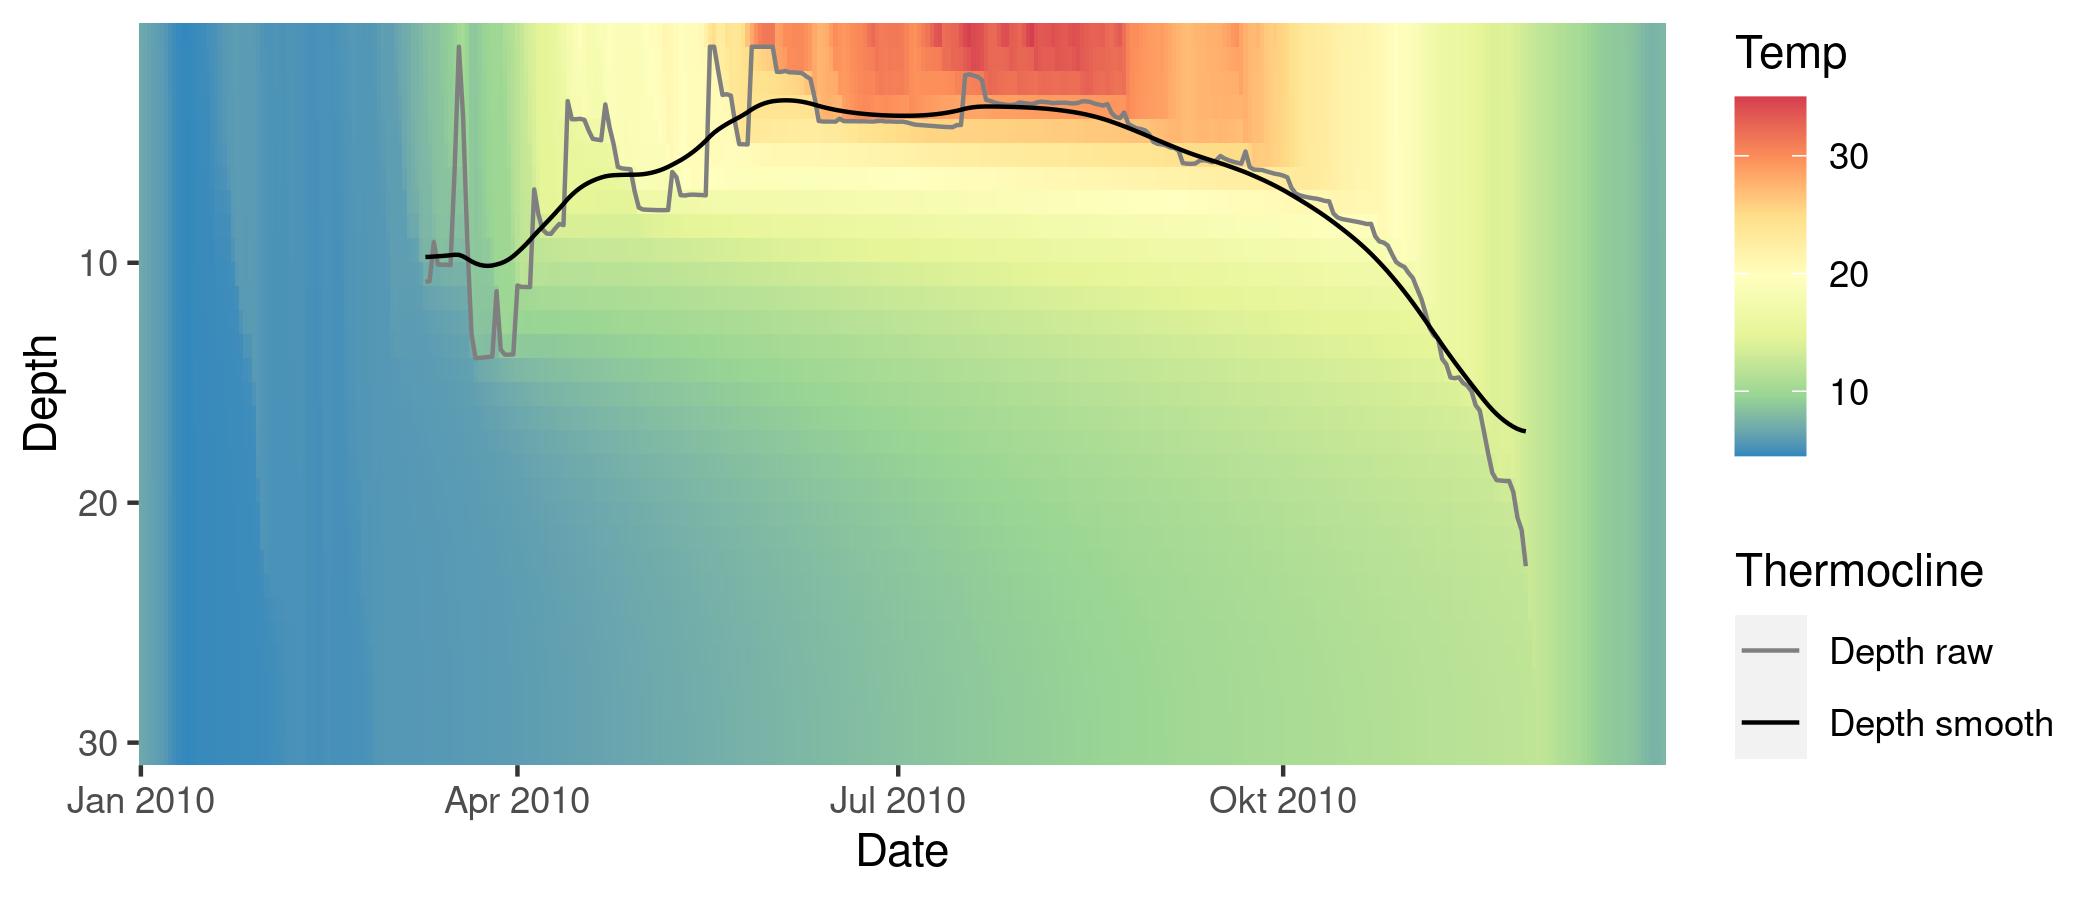 Depth
10
20
30
Jan 2010
Apr 2010
Jul 2010
Okt 2010
Date
Temp
30
20
10
Thermocline
Depth raw
Depth smooth